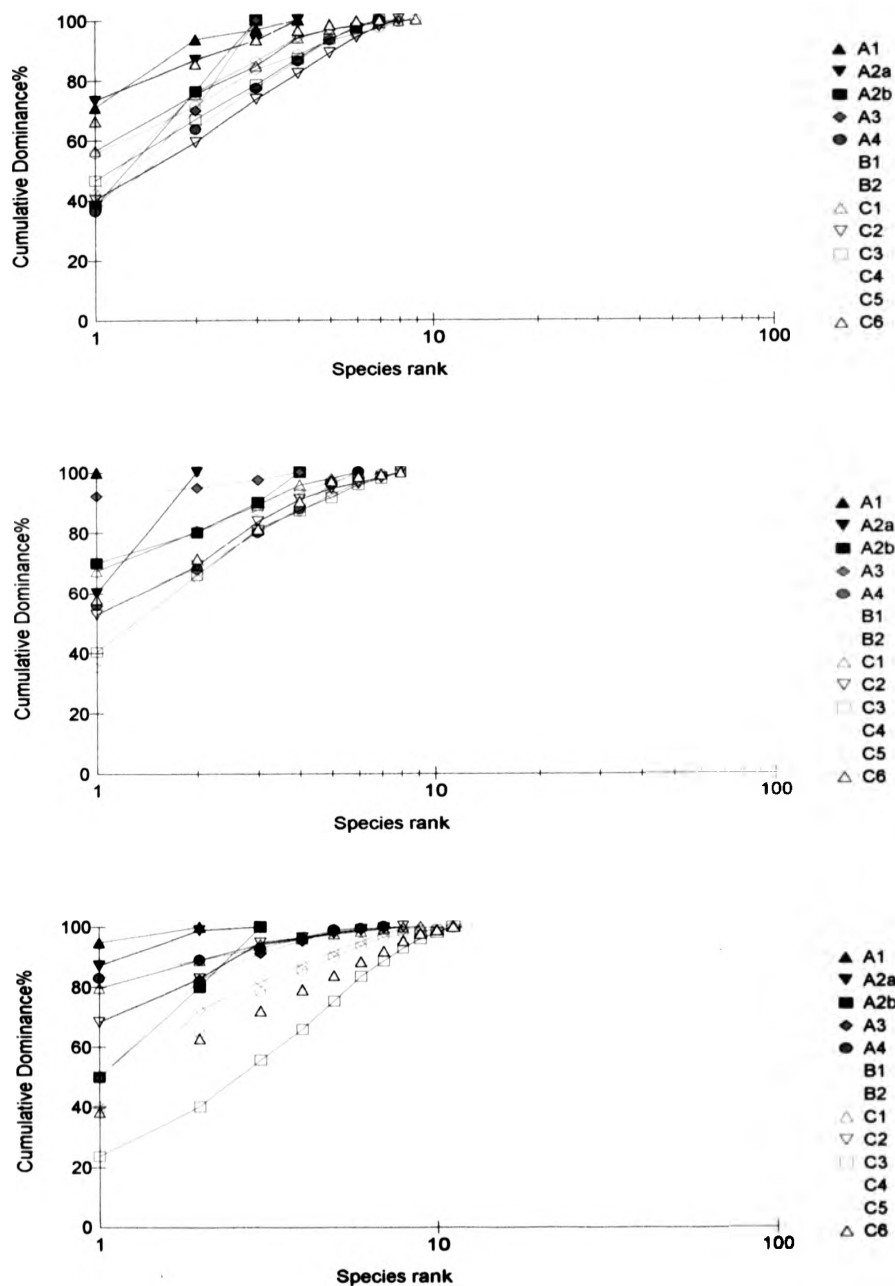 100
80
60
40
20
0
Cumulative Dominance%
1
10
100
Species rank
A1
A2a
A2b
A3
A4
B1
B2
C1
C2
C3
C4
C5
C6
100
80
60
40
20
0
Cumulative Dominance%
1
10
100
Species rank
A1
A2a
A2b
A3
A4
B1
B2
C1
C2
C3
C4
C5
C6
100
80
60
40
20
0
Cumulative Dominance%
1
10
100
Species rank
A1
A2a
A2b
A3
A4
B1
B2
C1
C2
C3
C4
C5
C6